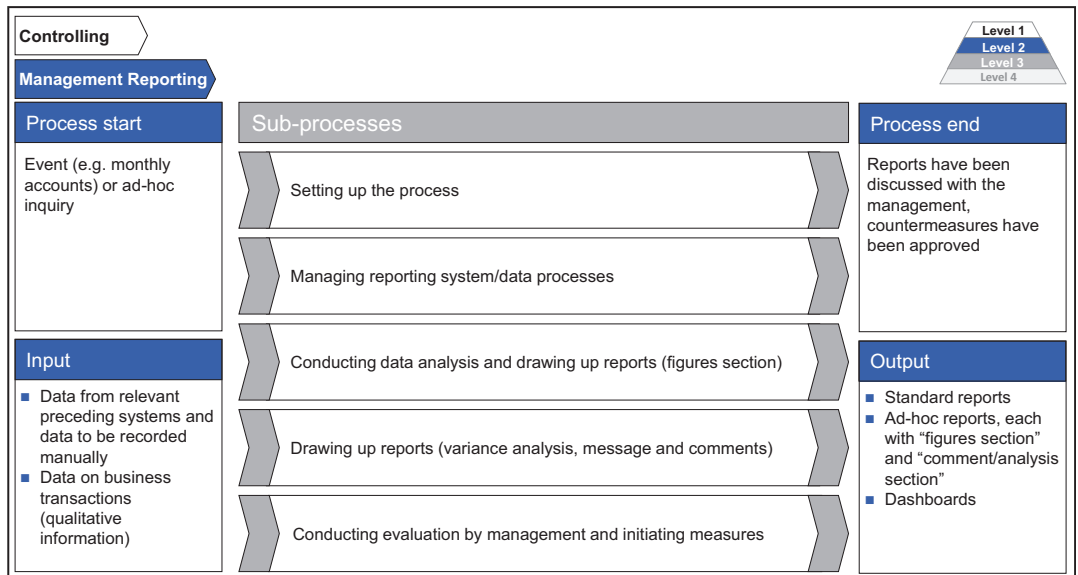 Controlling
Management Reporting
Level 1
Level 2
Level 3
Level 4
Process start
Event (e.g. monthly
accounts) or ad-hoc
inquiry
Input
■ Data from relevant
preceding systems and
data to be recorded
manually
■ Data on business
transactions
(qualitative
information)
Sub-processes
Setting up the process
Managing reporting system/data processes
Conducting data analysis and drawing up reports (figures section)
Drawing up reports (variance analysis, message and comments)
Conducting evaluation by management and initiating measures
Process end
Reports have been
discussed with the
management,
countermeasures have
been approved
Output
■ Standard reports
■ Ad-hoc reports, each
with “figures section”
and “comment/analysis
section”
■ Dashboards